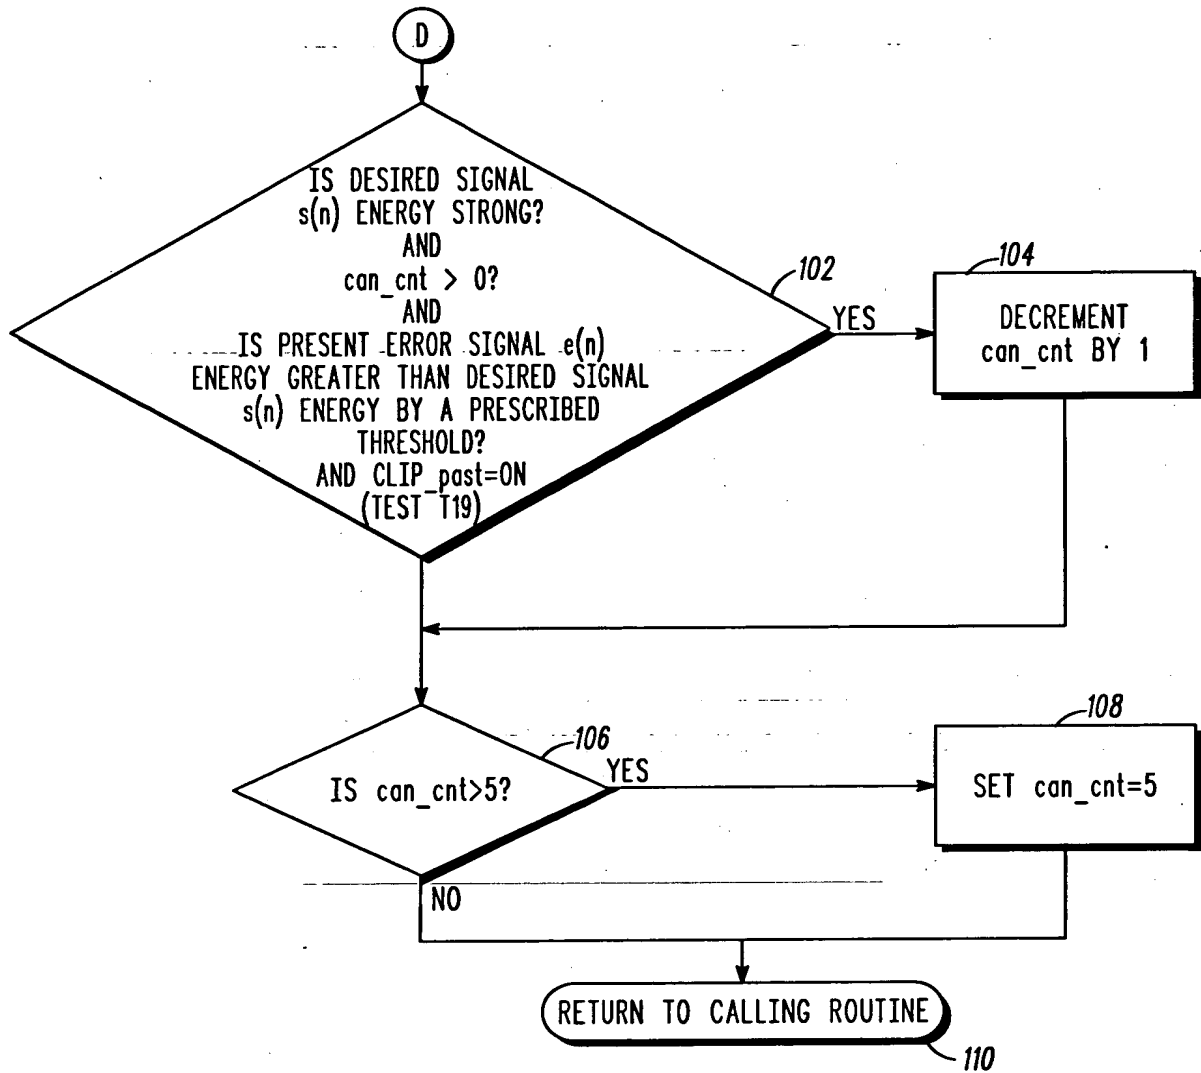 D
IS DESIRED SIGNAL
s(n) ENERGY STRONG?
AND
can_cnt > 0?
AND
IS PRESENT ERROR SIGNAL e(n)
ENERGY GREATER THAN DESIRED SIGNAL
s(n) ENERGY BY A PRESCRIBED
THRESHOLD?
AND CLIP_past=ON
(TEST T19)
102
YES
104
DECREMENT
can_cnt BY 1
106
IS can_cnt>5?
YES
108
SET can_cnt=5
NO
RETURN TO CALLING ROUTINE
110